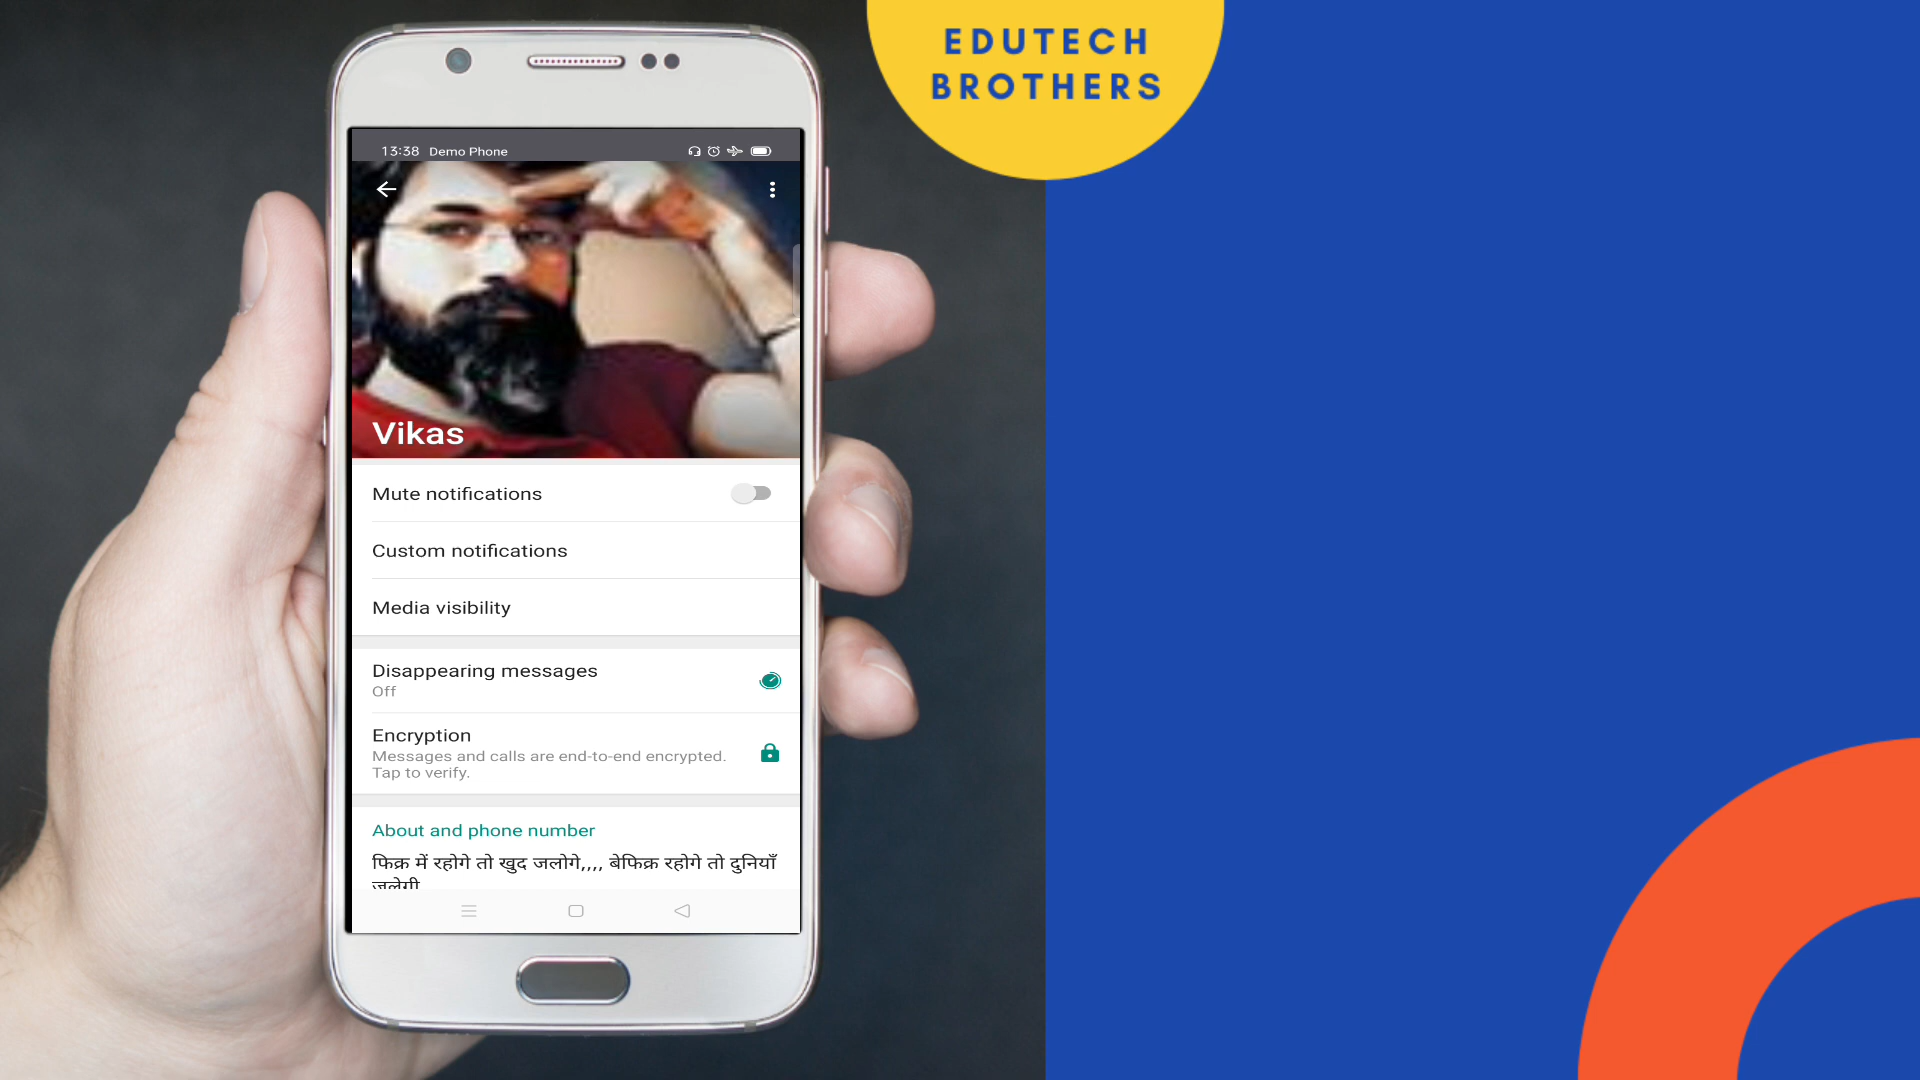 EDUTECH
BROTHERS
13:38 Demo Phone
Vikas
Mute notifications
Custom notifications
Media visibility
Disappearing messages
Off
Encryption
Messages and calls are end-to-end encrypted.
Tap to verify.
About and phone number
फिक्र में रहोगे तो खुद जलोगे,,,, बेफिक्र रहोगे तो दुनियाँ
जलेगी